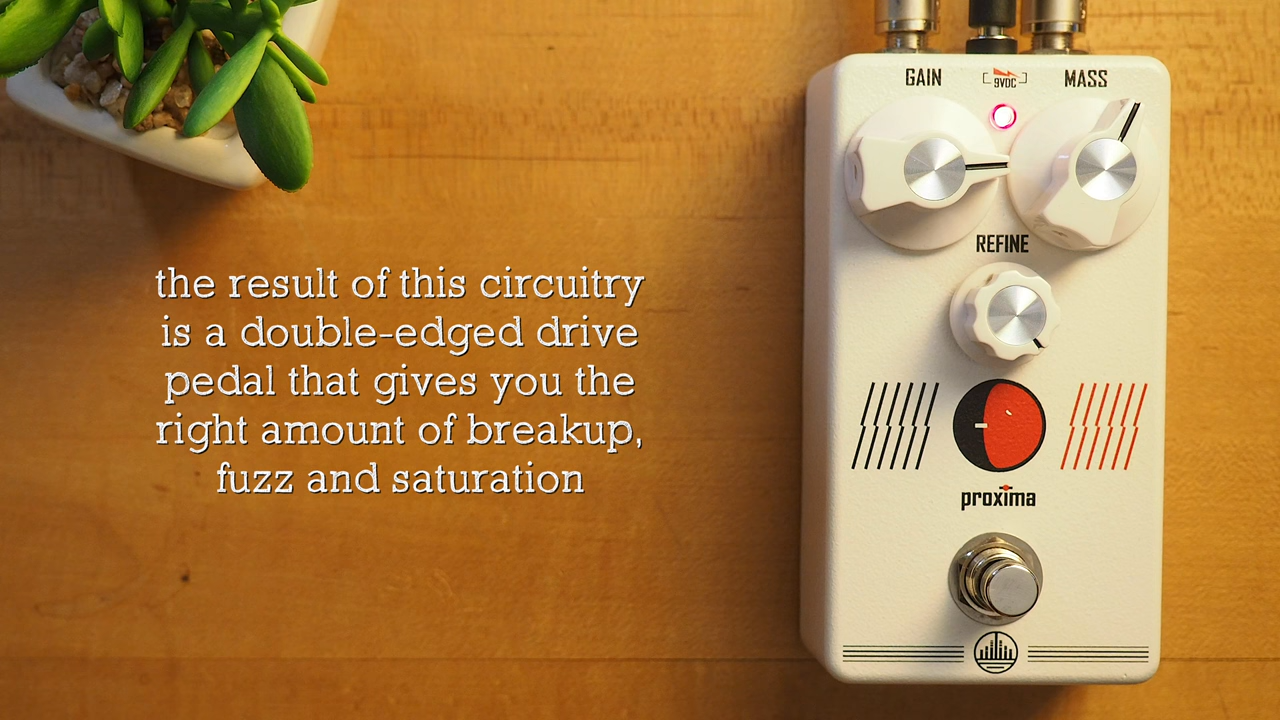 the result of this circuitry
is a double-edged drive
pedal that gives you the
right amount of breakup,
fuzz and saturation
GAIN
9VDC
MASS
REFINE
proxima